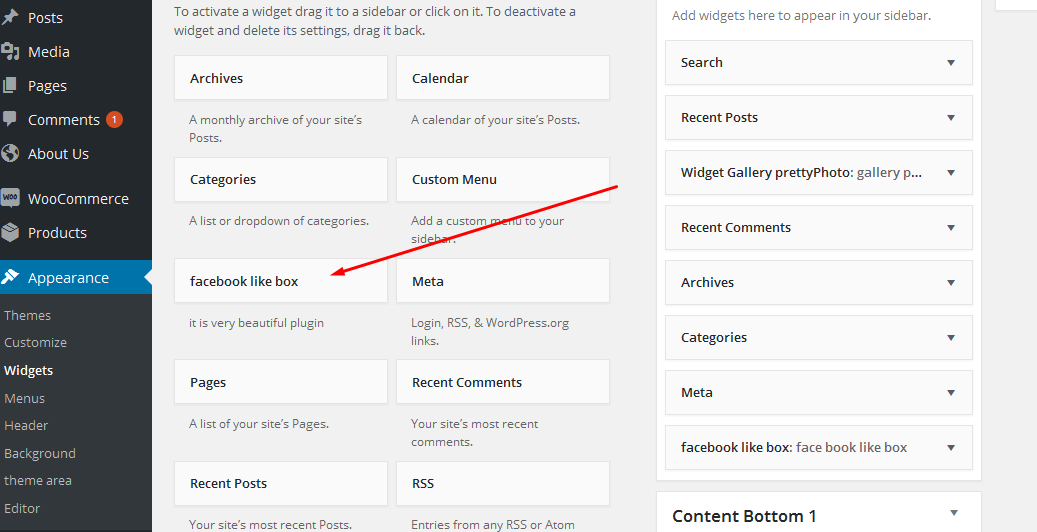 Posts
Media
Pages
Comments 1
About Us
WooCommerce
Products
Appearance
Themes
Customize
Widgets
Menus
Header
Background
theme area
Editor
To activate a widget drag it to a sidebar or click on it. To deactivate a
widget and delete its settings, drag it back.
Archives
A monthly archive of your site's
Posts.
Calendar
A calendar of your site's Posts.
Categories
A list or dropdown of categories.
Custom Menu
Add a custom menu to your
sidebar.
facebook like box
it is very beautiful plugin
Meta
Login, RSS, & WordPress.org
links.
Pages
A list of your site's Pages.
Recent Comments
Your site's most recent
comments.
Recent Posts
Your site's most recent Posts.
RSS
Entries from any RSS or Atom
Add widgets here to appear in your sidebar.
Search
Recent Posts
Widget Gallery prettyPhoto: gallery p...
Recent Comments
Archives
Categories
Meta
facebook like box: face book like box
Content Bottom 1